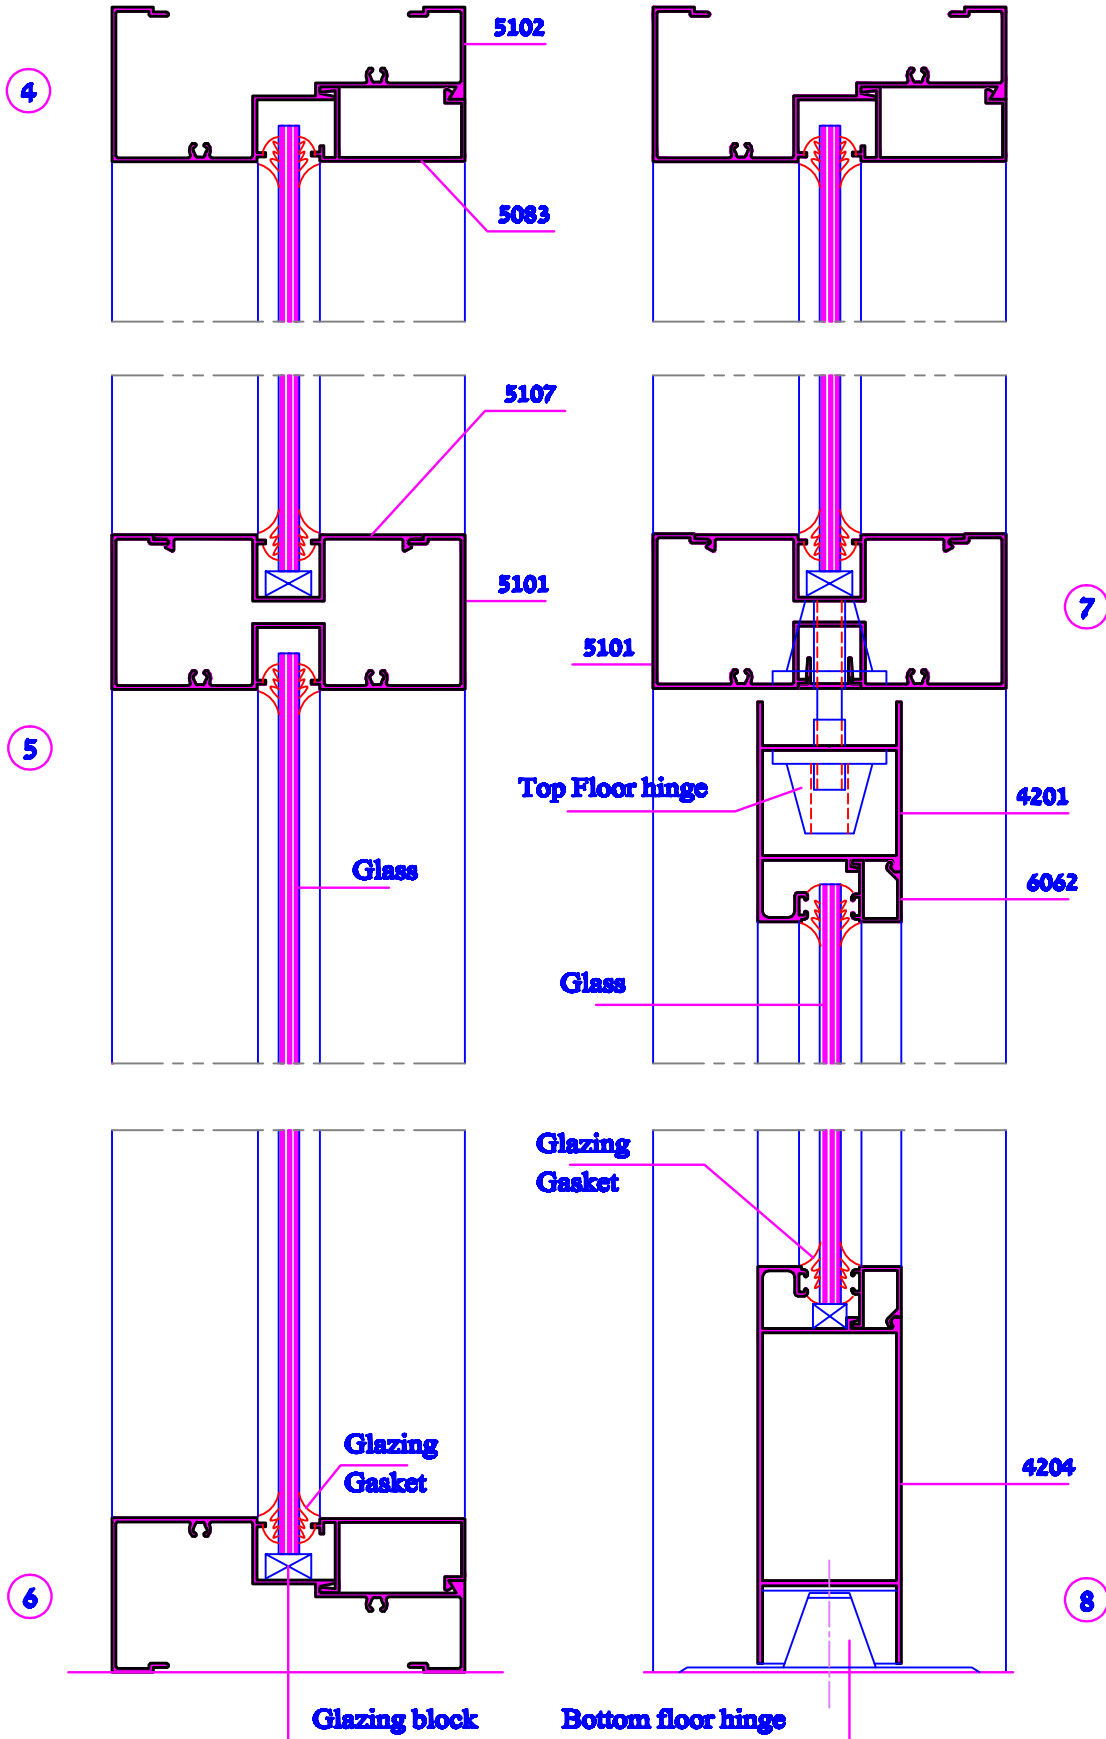 5102
4
5083
5107
5101
7
5101
5
Top Floor hinge
4201
Glass
6062
Glass
Glazing
Gasket
Glazing
Gasket
4204
6
8
Glazing block
Bottom floor hinge